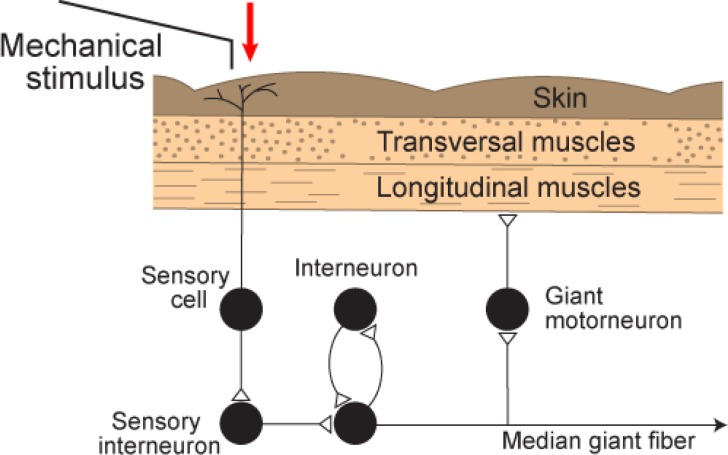 Mechanical
stimulus
Skin
Transversal muscles
Longitudinal muscles
Sensory
cell
Interneuron
Giant
motorneuron
Sensory
interneuron
Median giant fiber